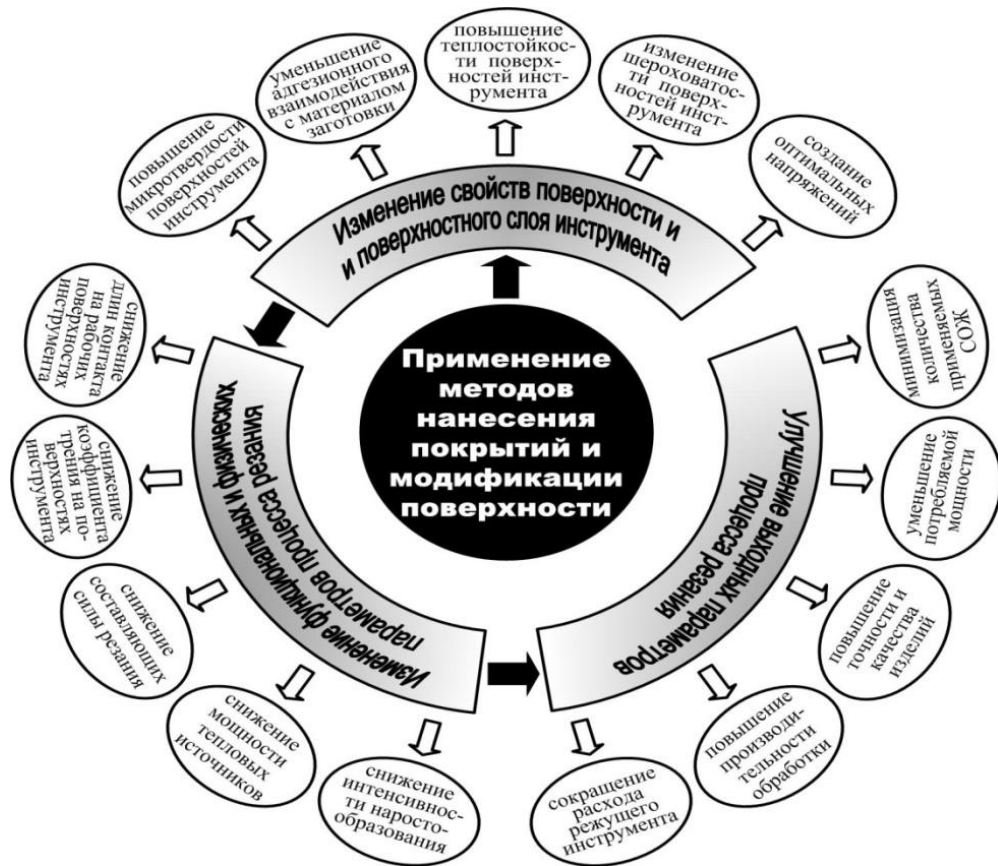 повышение
теплостойкос-
ти поверх-
ностей инст-
румента
изменение
шероховатос-
ти поверх-
ностей инст-
румента
создание
оптимальных
напряжений
уменьшение
адгезионного
взаимодействия
с материалом
заготовки
повышение
микротвердости
поверхностей
инструмента
Изменение свойств поверхности и
и поверхностного слоя инструмента
Применение
методов
нанесения
покрытий и
модификации
поверхности
снижение
длин контакта
на рабочих
поверхностях
инструмента
снижение
коэффициента
трения на по-
верхностях
инструмента
снижение
составляющих
силы резания
снижение
мощности
тепловых
источников
снижение
интенсивнос-
ти наросто-
образования
Изменение функциональных и физических
параметров процесса резания
Улучшение выходных параметров
процесса резания
минимизация
количества
применяемых
СОЖ
уменьшение
потребляемой
мощности
повышение
точности и
качества
изделий
повышение
производи-
тельности
обработки
сокращение
расхода
режущего
инструмента